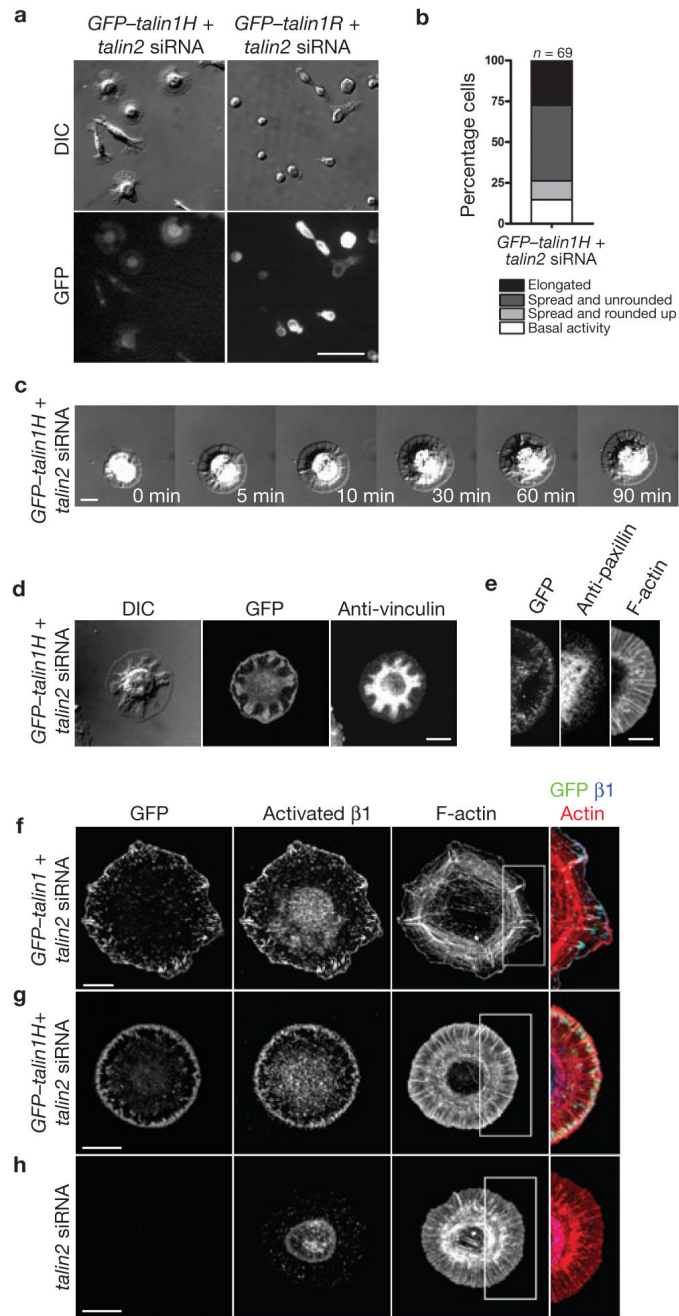 a
GFP–talin1H +
talin2 siRNA
GFP–talin1R +
talin2 siRNA
DIC
GFP
b
n = 69
100
75
50
25
0
Percentage cells
GFP–talin1H +
talin2 siRNA
Elongated
Spread and unrounded
Spread and rounded up
Basal activity
c
GFP–talin1H +
talin2 siRNA
0 min
5 min
10 min
30 min
60 min
90 min
d
DIC
GFP
Anti-vinculin
GFP–talin1H +
talin2 siRNA
e
GFP
Anti-paxillin
F-actin
GFP β1
Actin
f
GFP
Activated β1
F-actin
GFP–talin1 +
talin2 siRNA
g
GFP–talin1H+
talin2 siRNA
h
talin2 siRNA